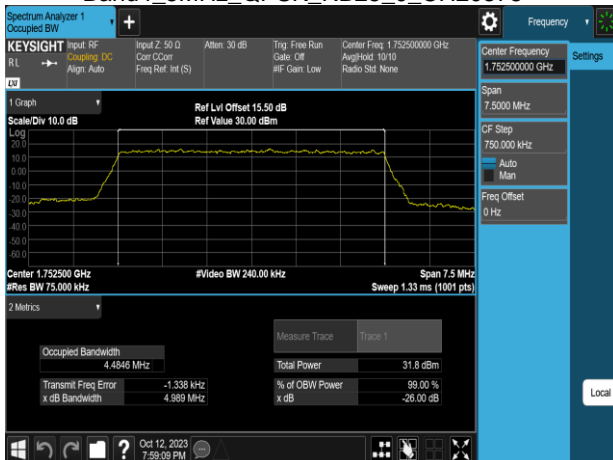 Spectrum Analyzer 1
Occupied BW
Frequency
KEYSIGHT
RL
Input: RF
Coupling: DC
Align: Auto
Input Z: 50 Ω
Corr CCorr
Freq Ref: Int (S)
Atten: 30 dB
Trig: Free Run
Gate: Off
#IF Gain: Low
Center Freq: 1.752500000 GHz
Avg|Hold: 10/10
Radio Std: None
LXI
Center Frequency
1.752500000 GHz
Settings
Span
7.5000 MHz
CF Step
750.000 kHz
Auto
Man
Freq Offset
0 Hz
Local
1 Graph
Scale/Div 10.0 dB
Ref Lvl Offset 15.50 dB
Ref Value 30.00 dBm
Log
20.0
10.0
0.00
-10.0
-20.0
-30.0
-40.0
-50.0
-60.0
Center 1.752500 GHz
#Video BW 240.00 kHz
Span 7.5 MHz
#Res BW 75.000 kHz
Sweep 1.33 ms (1001 pts)
2 Metrics
Measure Trace
Trace 1
Occupied Bandwidth
4.4846 MHz
Total Power
31.8 dBm
Transmit Freq Error
-1.338 kHz
% of OBW Power
99.00 %
x dB Bandwidth
4.989 MHz
x dB
-26.00 dB
?
Oct 12, 2023
7:59:09 PM